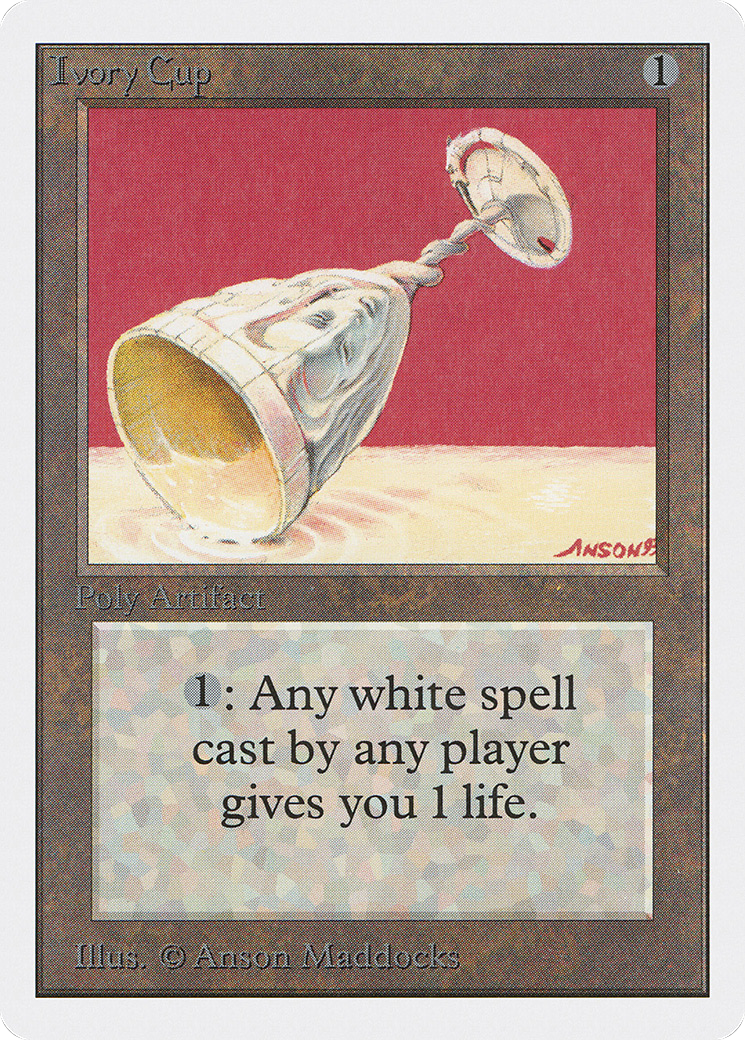 Ivory Cup
1
ANSON93
Poly Artifact
1: Any white spell
cast by any player
gives you 1 life.
Illus. © Anson Maddocks